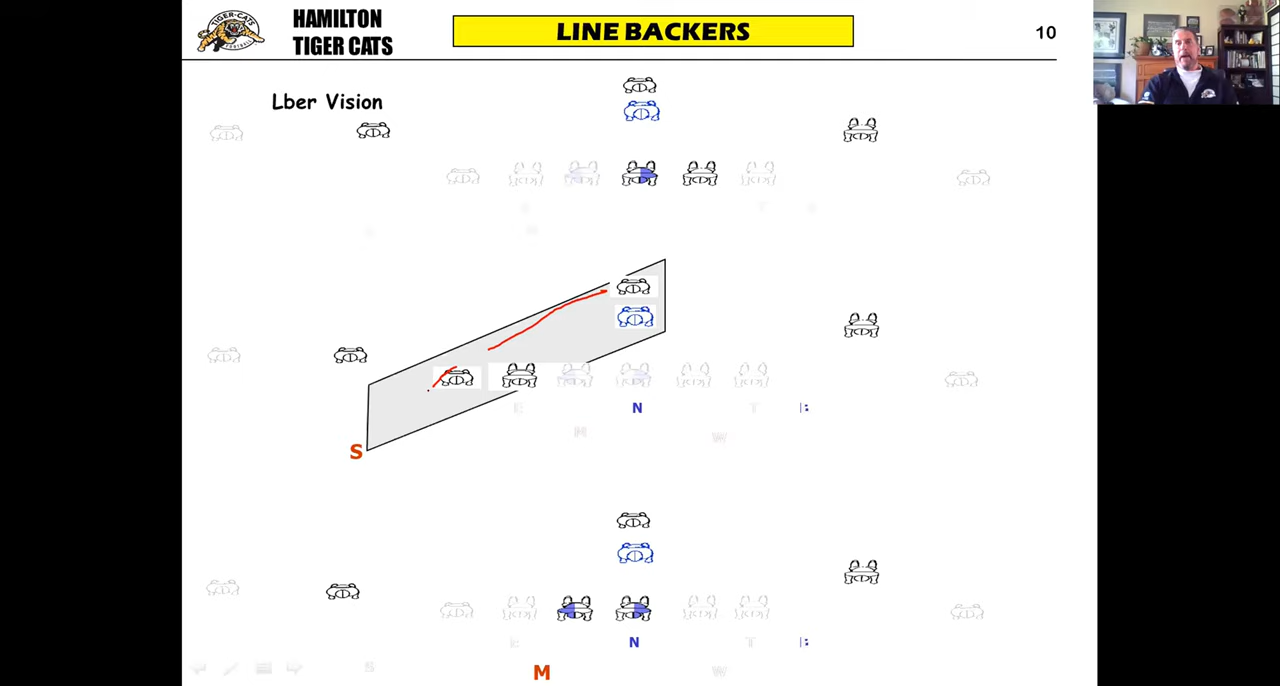 HAMILTON
TIGER CATS
LINE BACKERS
10
Lber Vision
E
N
T
M
W
S
N
E
T
S
M
W